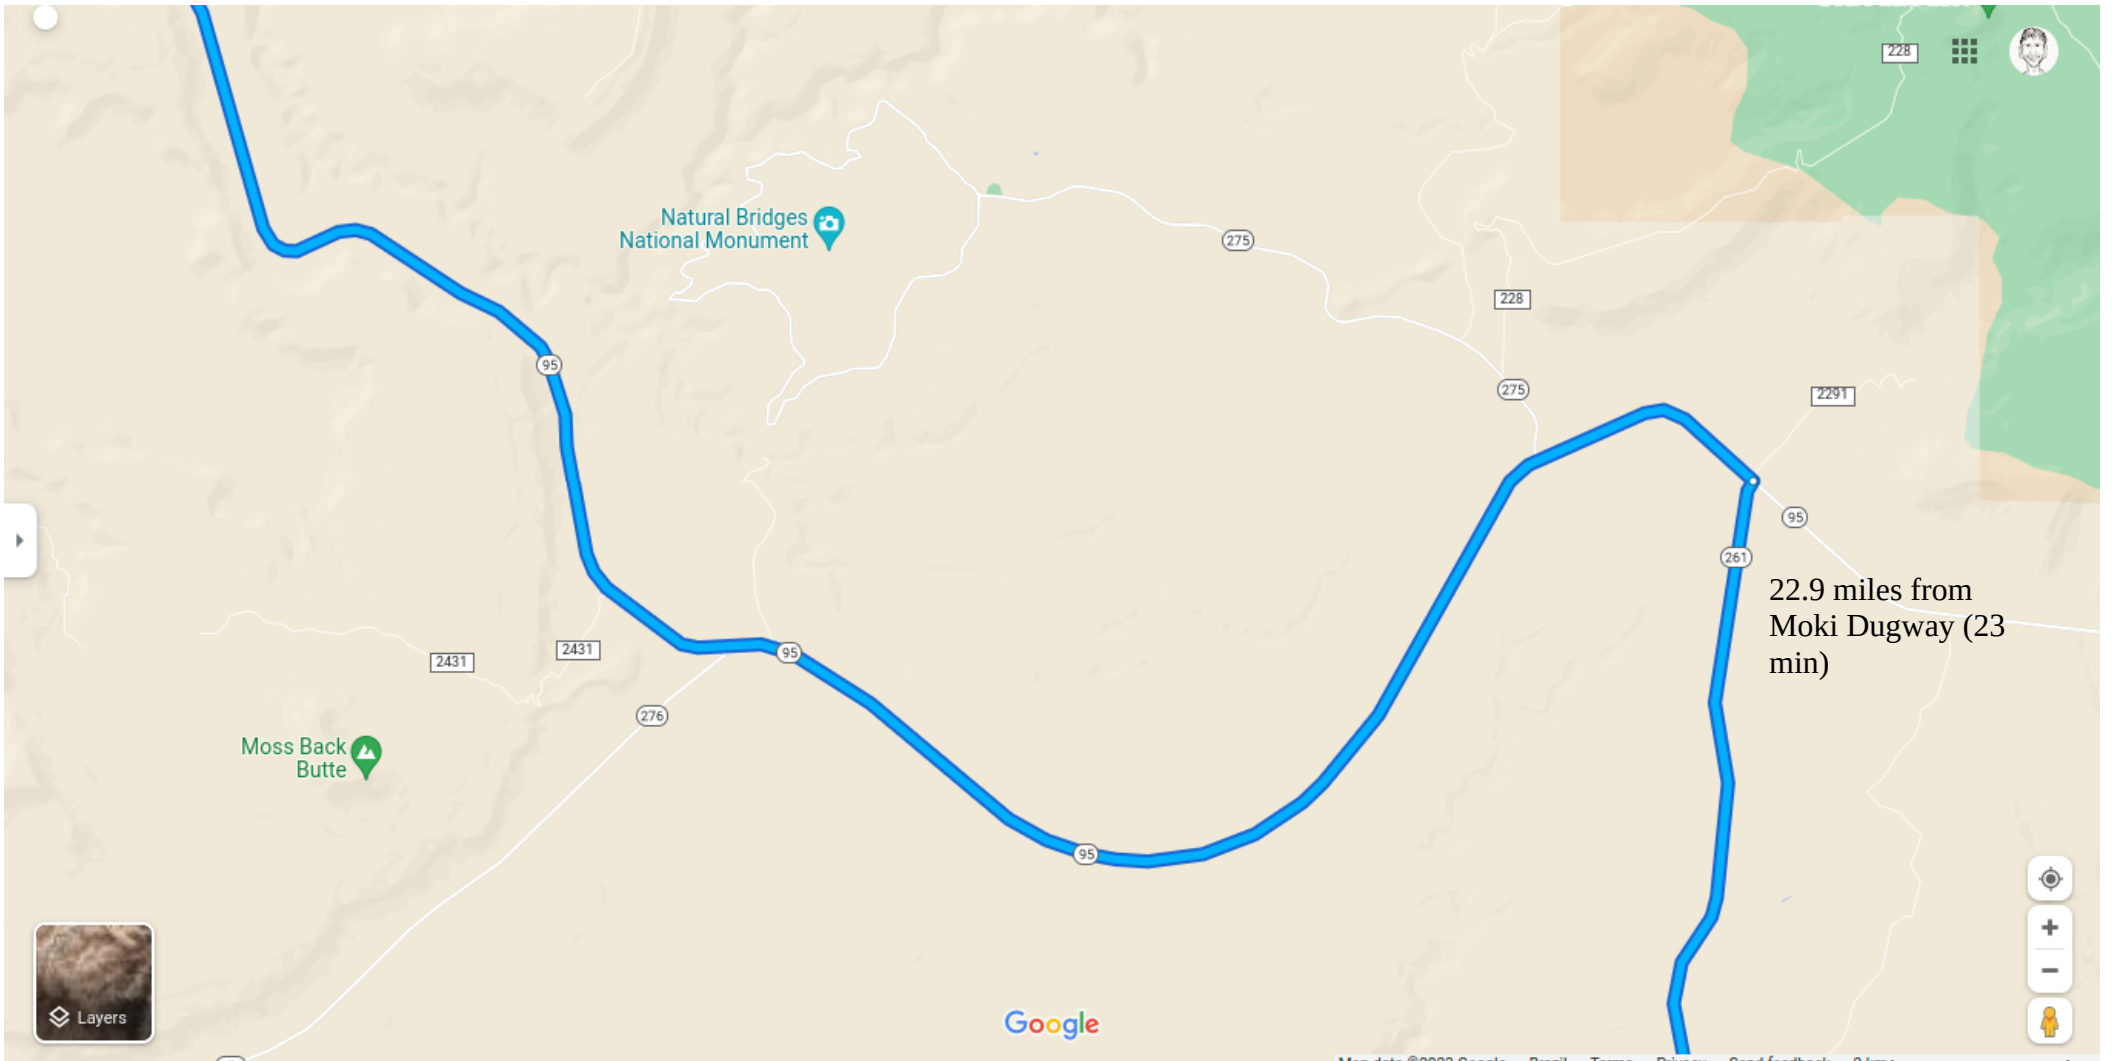 228
Natural Bridges
National Monument
275
228
95
275
2291
95
261
22.9 miles from
Moki Dugway (23
min)
2431
2431
95
276
Moss Back
Butte
95
Layers
Google